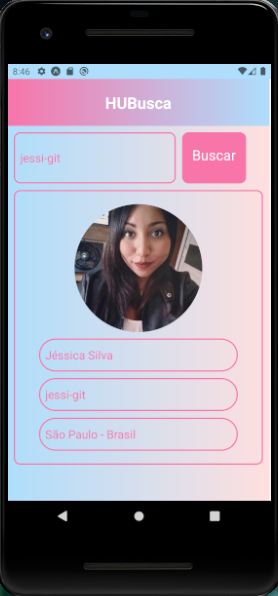 8:46
HUBusca
jessi-git
Buscar
Jéssica Silva
jessi-git
São Paulo - Brasil